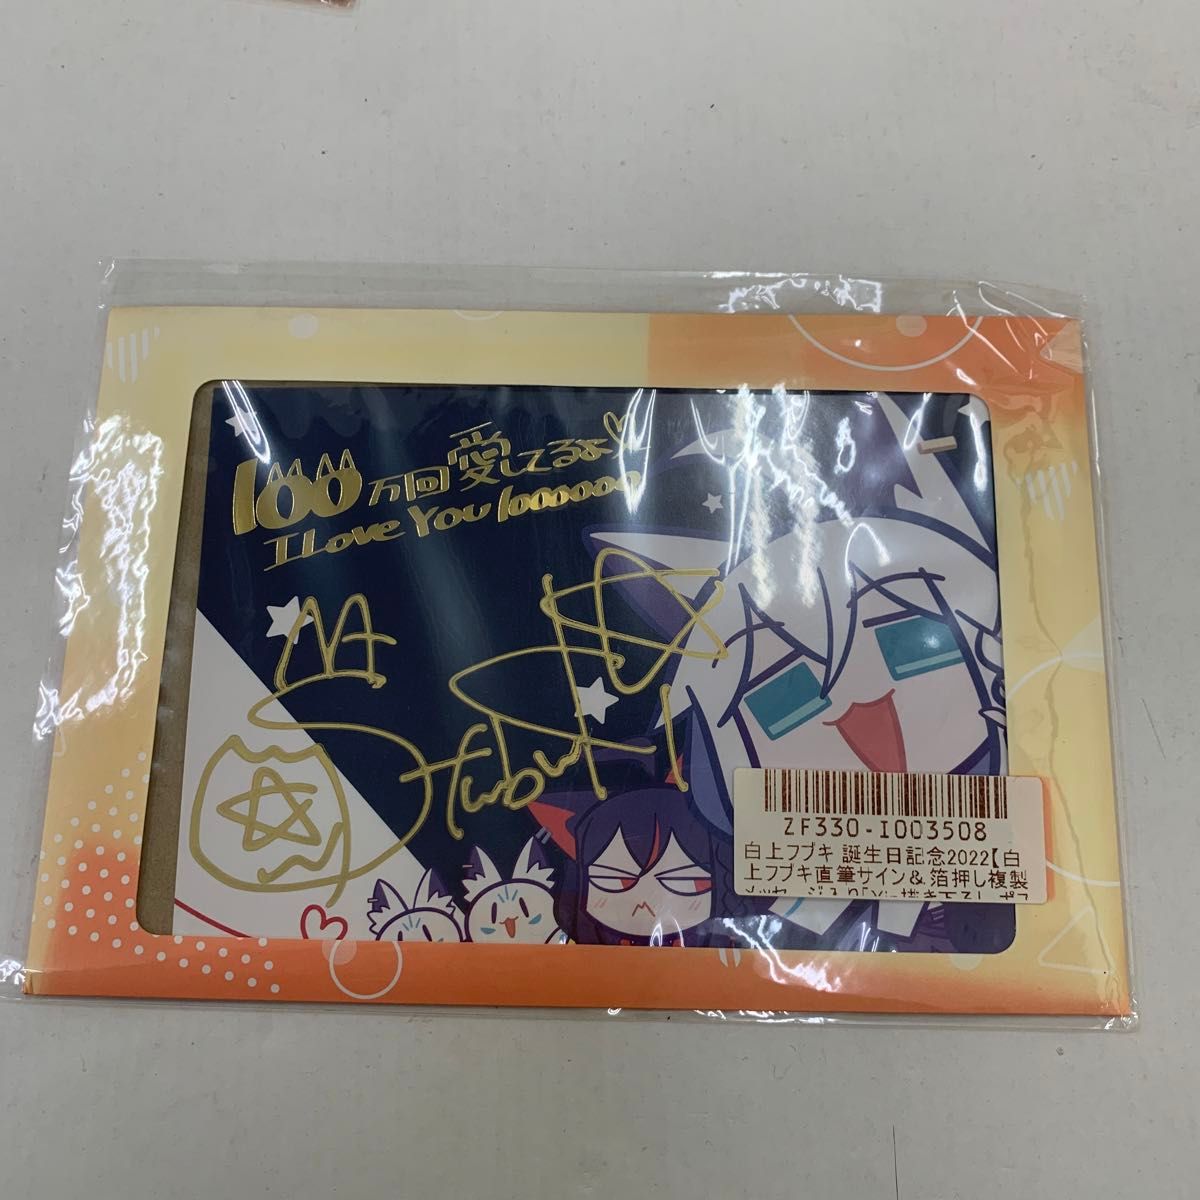 100万回愛してるよ♡
I Love You 1000000
Fubuki
ZF330-I003508
白上フブキ 誕生日記念2022【白
上フブキ直筆サイン&箔押し複製